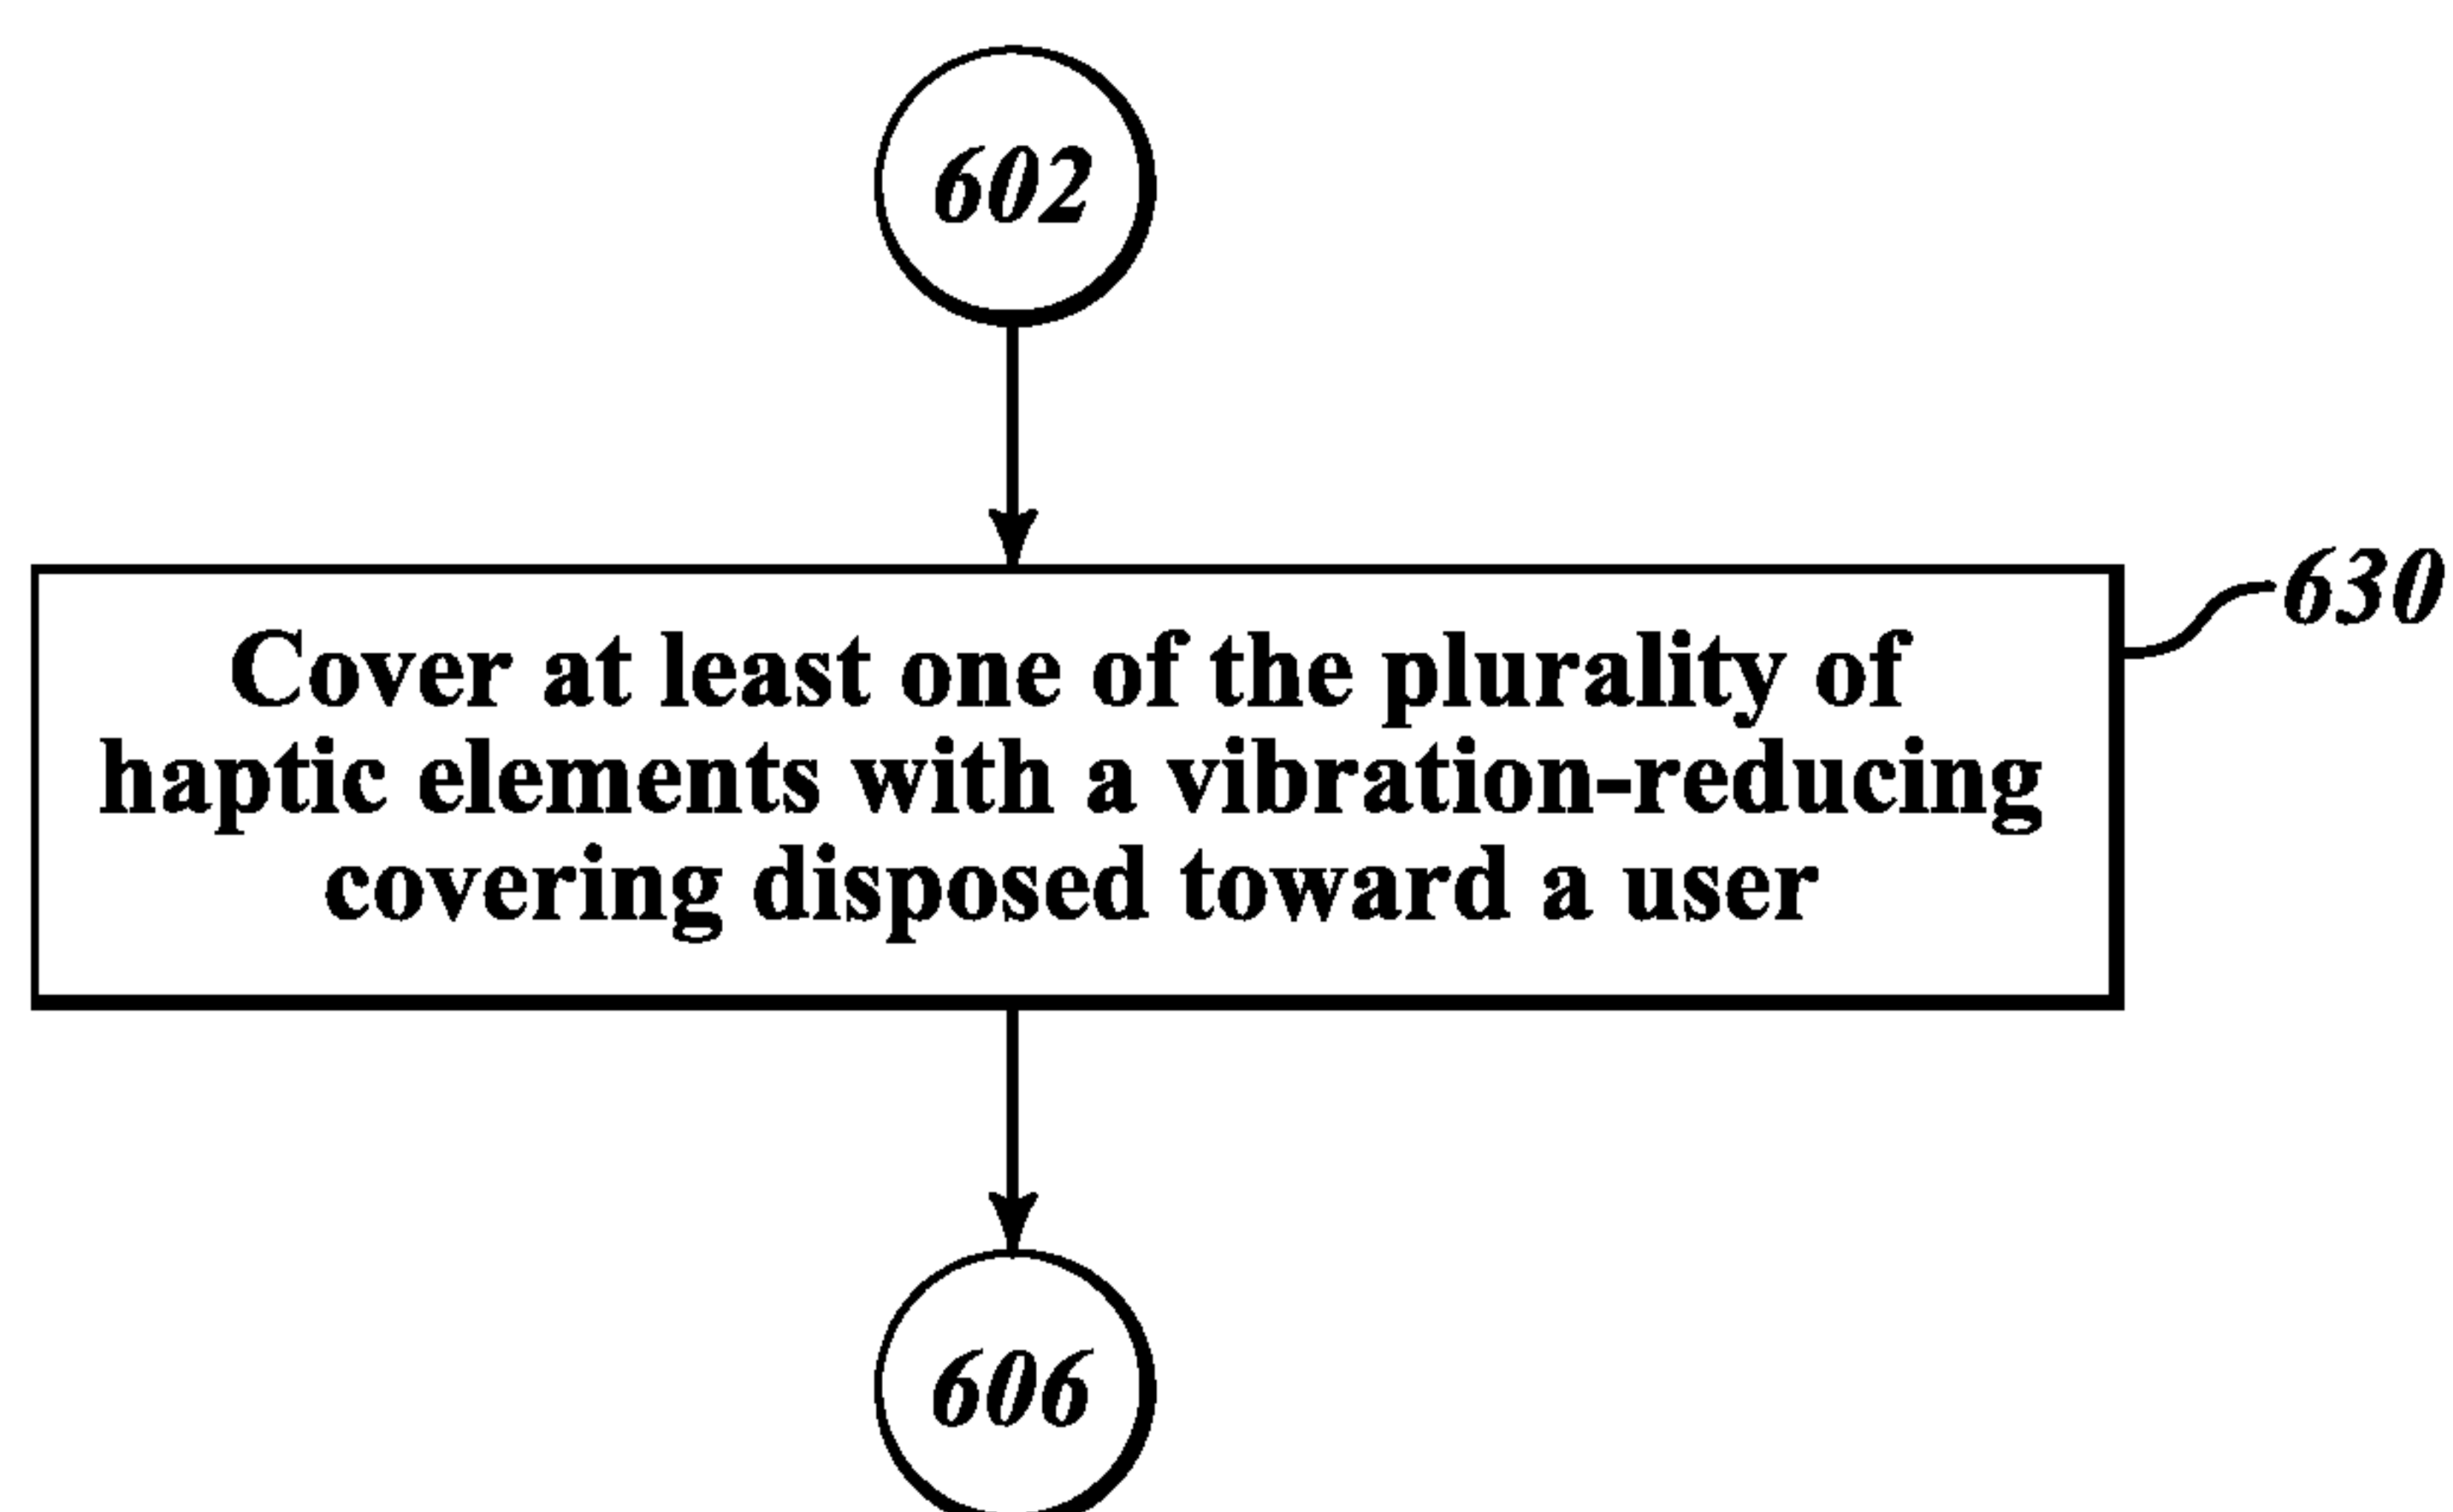 602
630
Cover at least one of the plurality of
haptic elements with a vibration-reducing
covering disposed toward a user
606